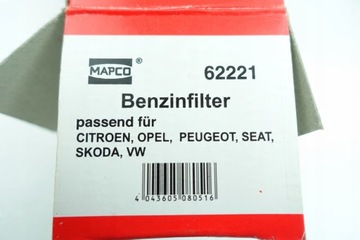 MAPCO®
62221
Benzinfilter
passend für
CITROEN, OPEL, PEUGEOT, SEAT,
SKODA, VW
4 043605 080516